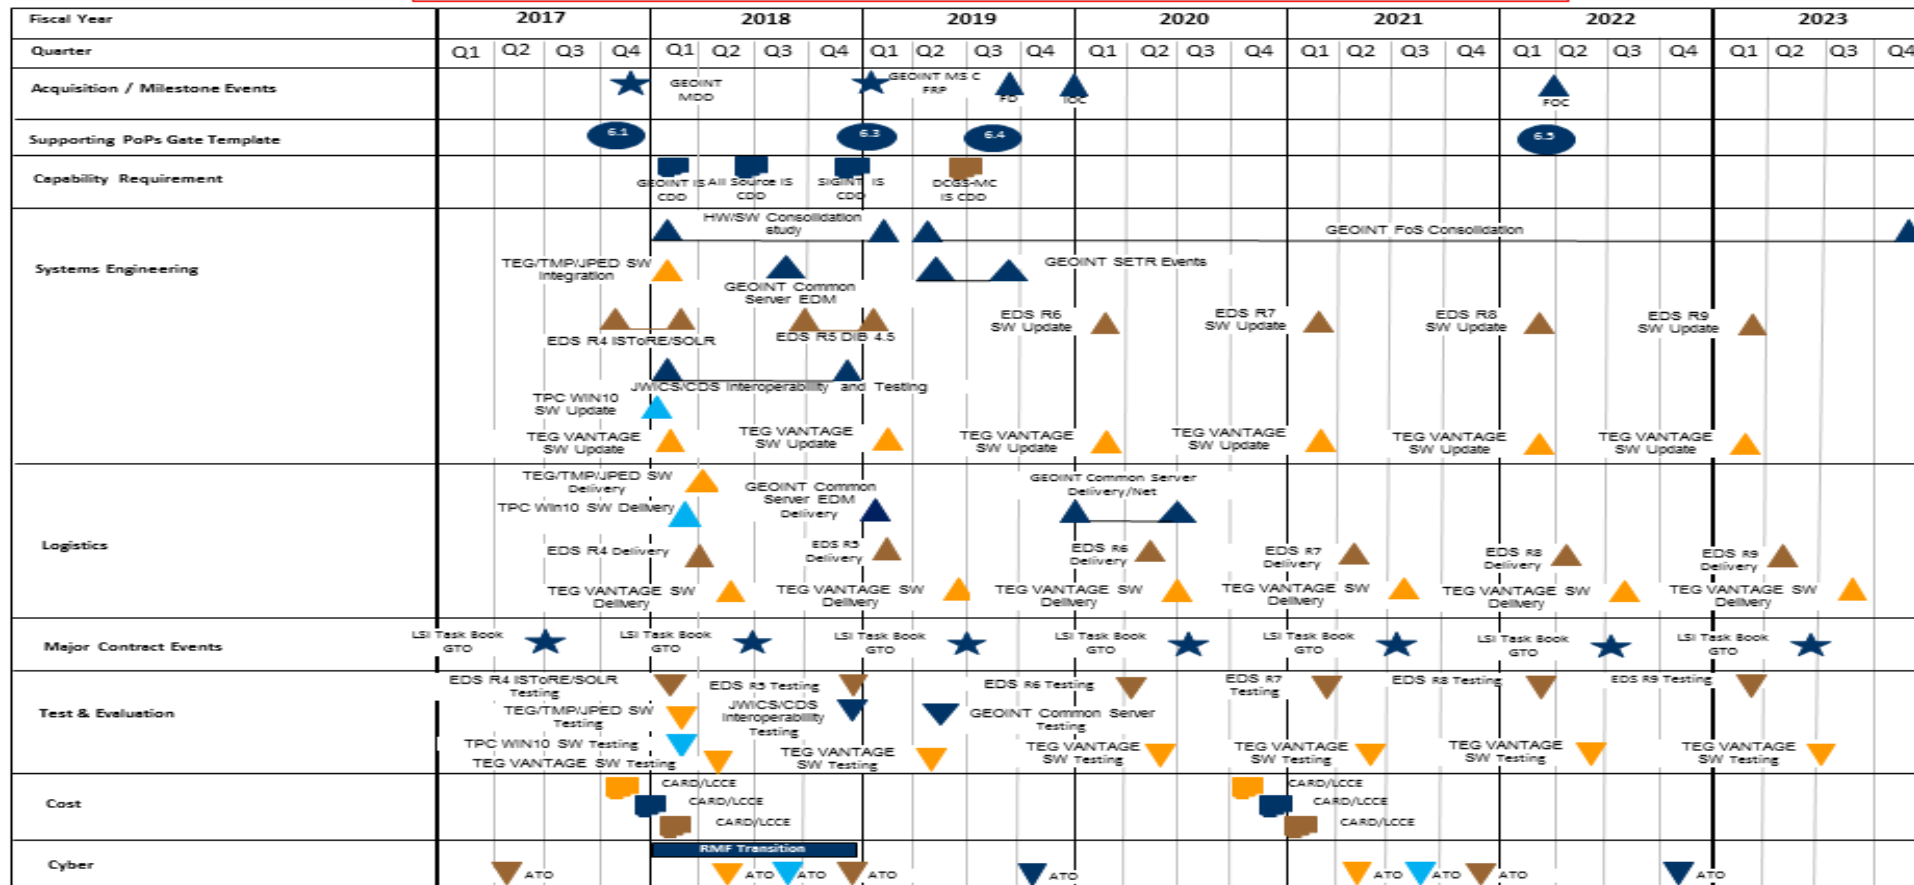 Fiscal Year 2017 2018 2019 2020 2021 2022 2023
Quarter Q1 Q2 Q3 Q4 Q1 Q2 Q3 Q4 Q1 Q2 Q3 Q4 Q1 Q2 Q3 Q4 Q1 Q2 Q3 Q4 Q1 Q2 Q3 Q4 Q1 Q2 Q3 Q4
Acquisition / Milestone Events
GEOINT
MDD
GEOINT MS C
FRP
FD
IOC
FOC
Supporting PoPs Gate Template
6.1 6.3 6.4 6.5
Capability Requirement
GEOINT IS
CDD
All Source IS
CDD
SIGINT IS
CDD
DCGS-MC
IS CDD
Systems Engineering
HW/SW Consolidation
study
GEOINT FoS Consolidation
TEG/TMP/JPED SW
Integration
GEOINT Common
Server EDM
GEOINT SETR Events
EDS R4 ISToRE/SOLR
EDS R5 DIB 4.5
EDS R6
SW Update
EDS R7
SW Update
EDS R8
SW Update
EDS R9
SW Update
JWICS/CDS Interoperability and Testing
TPC WIN10
SW Update
TEG VANTAGE
SW Update
TEG VANTAGE
SW Update
TEG VANTAGE
SW Update
TEG VANTAGE
SW Update
TEG VANTAGE
SW Update
TEG VANTAGE
SW Update
Logistics
TEG/TMP/JPED SW
Delivery
GEOINT Common
Server EDM
Delivery
GEOINT Common Server
Delivery/Net
TPC Win10 SW Delivery
EDS R4 Delivery
EDS R5
Delivery
EDS R6
Delivery
EDS R7
Delivery
EDS R8
Delivery
EDS R9
Delivery
TEG VANTAGE SW
Delivery
TEG VANTAGE SW
Delivery
TEG VANTAGE SW
Delivery
TEG VANTAGE SW
Delivery
TEG VANTAGE SW
Delivery
TEG VANTAGE SW
Delivery
Major Contract Events
LSI Task Book
GTO
LSI Task Book
GTO
LSI Task Book
GTO
LSI Task Book
GTO
LSI Task Book
GTO
LSI Task Book
GTO
LSI Task Book
GTO
Test & Evaluation
EDS R4 ISToRE/SOLR
Testing
EDS R5 Testing
EDS R6 Testing
EDS R7
Testing
EDS R8 Testing
EDS R9 Testing
TEG/TMP/JPED SW
Testing
JWICS/CDS
Interoperability
Testing
GEOINT Common Server
Testing
TPC WIN10 SW Testing
TEG VANTAGE SW Testing
TEG VANTAGE
SW Testing
TEG VANTAGE
SW Testing
TEG VANTAGE
SW Testing
TEG VANTAGE
SW Testing
TEG VANTAGE
SW Testing
Cost
CARD/LCCE
CARD/LCCE
CARD/LCCE
CARD/LCCE
CARD/LCCE
CARD/LCCE
Cyber
RMF Transition
ATO ATO ATO ATO ATO ATO ATO ATO ATO